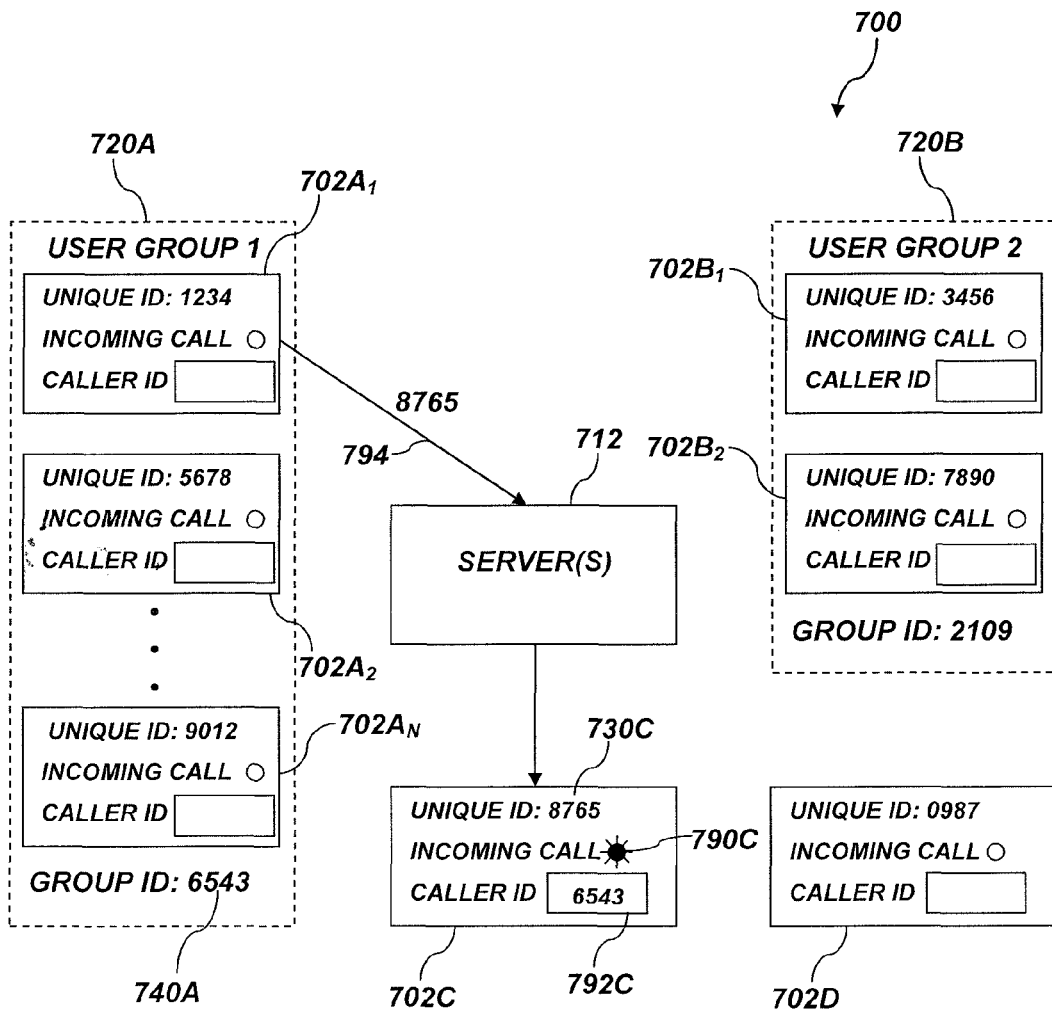 700
720A
702A1
USER GROUP 1
UNIQUE ID: 1234
INCOMING CALL
CALLER ID
8765
794
UNIQUE ID: 5678
INCOMING CALL
CALLER ID
702A2
UNIQUE ID: 9012
INCOMING CALL
CALLER ID
702AN
GROUP ID: 6543
740A
712
SERVER(S)
730C
UNIQUE ID: 8765
INCOMING CALL
790C
CALLER ID
6543
702C
792C
720B
USER GROUP 2
702B1
UNIQUE ID: 3456
INCOMING CALL
CALLER ID
702B2
UNIQUE ID: 7890
INCOMING CALL
CALLER ID
GROUP ID: 2109
UNIQUE ID: 0987
INCOMING CALL
CALLER ID
702D